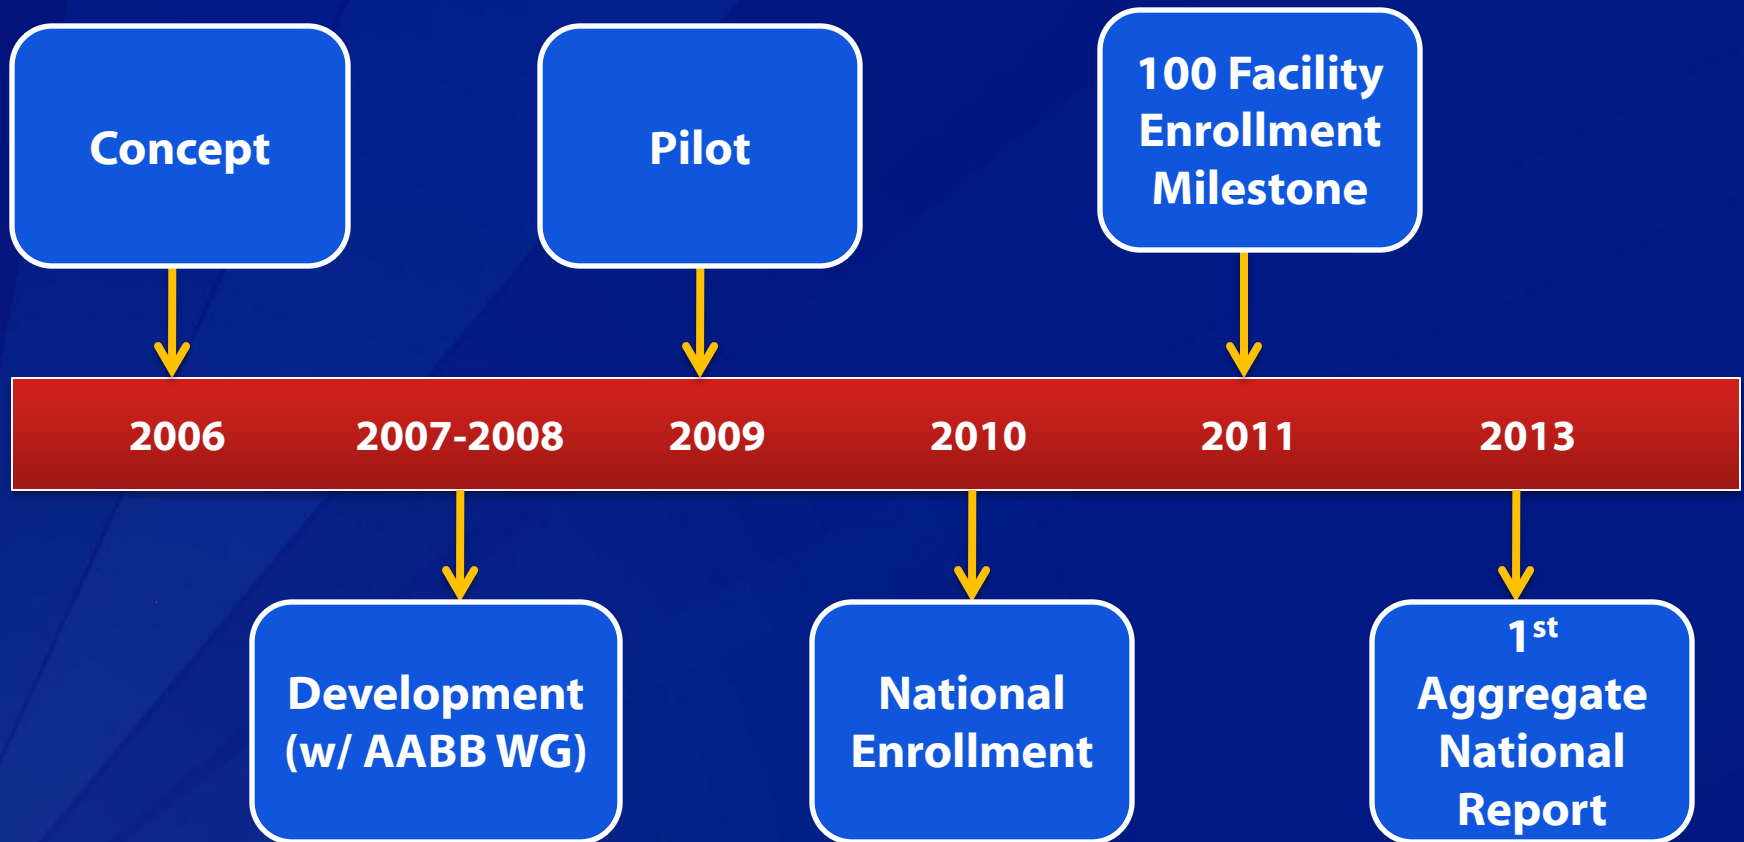 Concept
Pilot
100 Facility
Enrollment
Milestone
2006 2007-2008 2009 2010 2011 2013
Development
(w/ AABB WG)
National
Enrollment
1st
Aggregate
National
Report